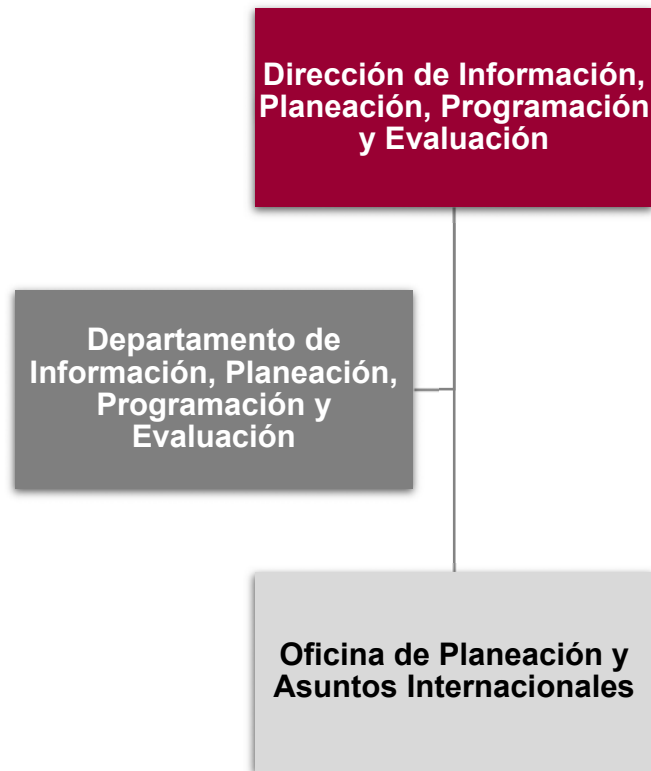 Dirección de Información,
Planeación, Programación
y Evaluación
Departamento de
Información, Planeación,
Programación y
Evaluación
Oficina de Planeación y
Asuntos Internacionales